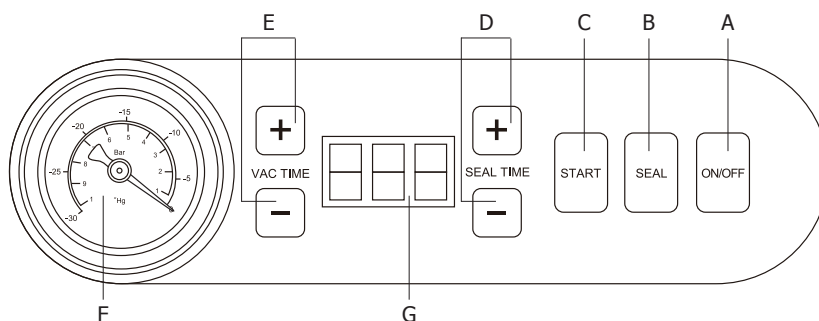 E D C B A
-15
-20 -10
6 5 4
Bar
8 3
-25 9 2 -5
1 1
-30 "Hg
+ +
VAC TIME SEAL TIME START SEAL ON/OFF
- -
F G